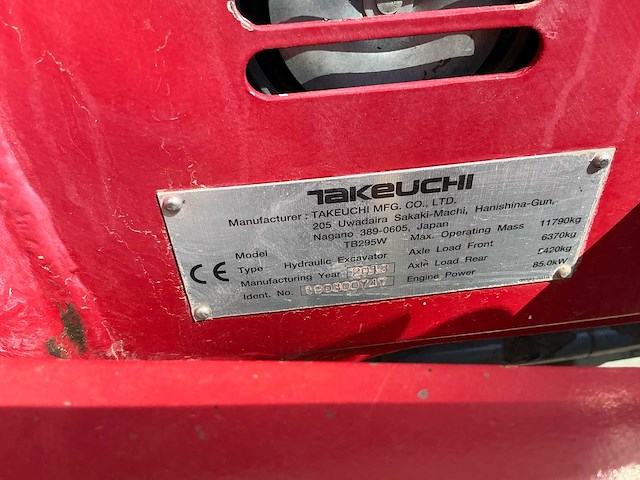 TAKEUCHI
Manufacturer : TAKEUCHI MFG. CO., LTD.
205 Uwadaira Sakaki-Machi, Hanishina-Gun,
Nagano 389-0605, Japan
Model TB295W Max. Operating Mass 11790kg
Type Hydraulic Excavator Axle Load Front 6370kg
Manufacturing Year Axle Load Rear 5420kg
Ident. No. Engine Power 85.0kW
CE